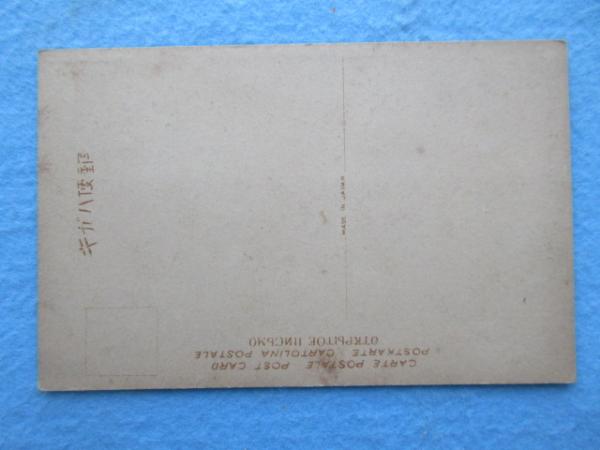 CARTE POSTALE POST CARD
POSTKARTE CARTOLINA POSTALE
ОТКРЫТОЕ ПИСЬМО
MADE IN JAPAN
郵便ハガキ